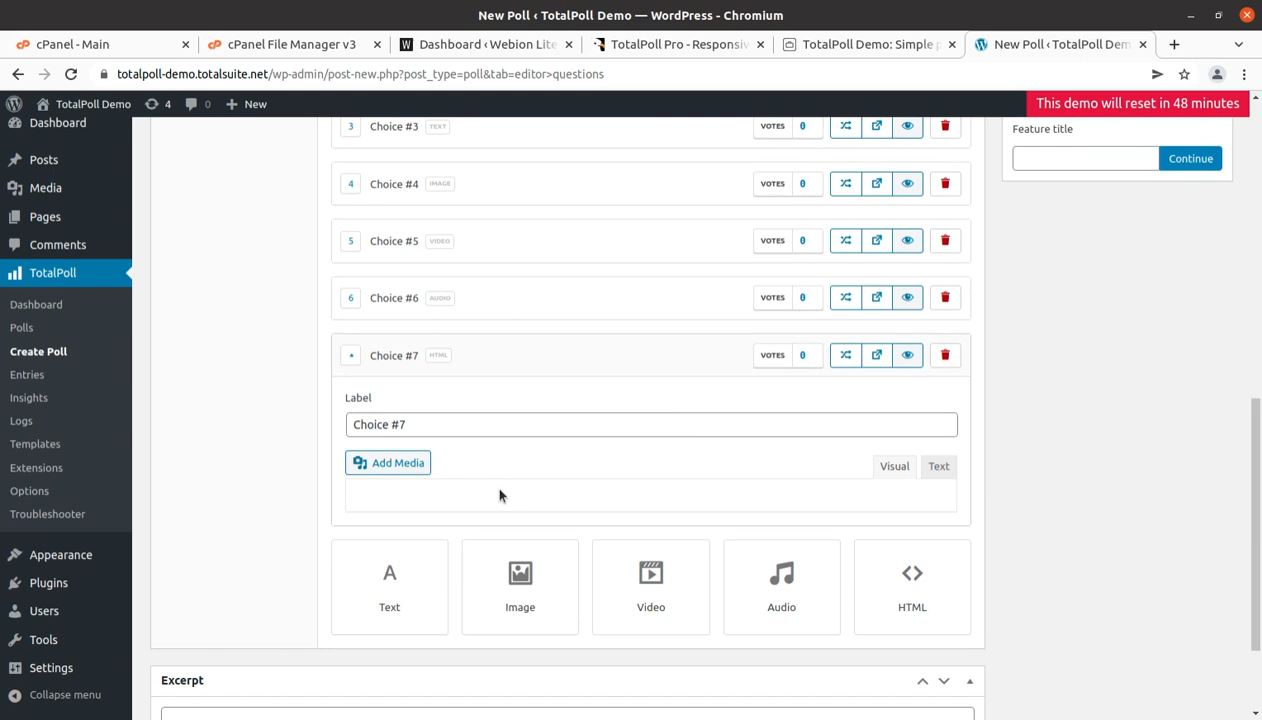 New Poll ‹ TotalPoll Demo — WordPress - Chromium
cPanel - Main
cPanel File Manager v3
Dashboard ‹ Webion Lite
TotalPoll Pro - Responsiv
TotalPoll Demo: Simple p
New Poll ‹ TotalPoll Dem
totalpoll-demo.totalsuite.net/wp-admin/post-new.php?post_type=poll&tab=editor>questions
TotalPoll Demo
4
0
New
This demo will reset in 48 minutes
Dashboard
Posts
Media
Pages
Comments
TotalPoll
Dashboard
Polls
Create Poll
Entries
Insights
Logs
Templates
Extensions
Options
Troubleshooter
Appearance
Plugins
Users
Tools
Settings
Collapse menu
3 Choice #3 TEXT VOTES 0
4 Choice #4 IMAGE VOTES 0
5 Choice #5 VIDEO VOTES 0
6 Choice #6 AUDIO VOTES 0
Choice #7 HTML VOTES 0
Label
Choice #7
Add Media
Visual Text
Text Image Video Audio HTML
Excerpt
Feature title
Continue